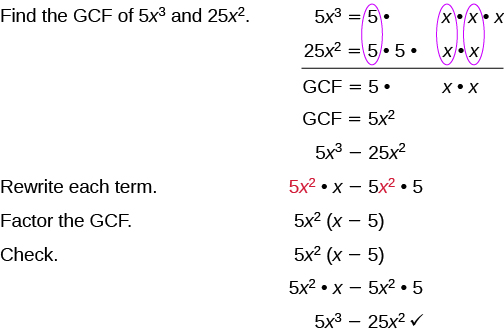 Find the GCF of 5x³ and 25x². 5x³ = 5 • x • x • x
25x² = 5 • 5 • x • x
GCF = 5 • x • x
GCF = 5x²
5x³ − 25x²
Rewrite each term. 5x² • x − 5x² • 5
Factor the GCF. 5x² (x − 5)
Check. 5x² (x − 5)
5x² • x − 5x² • 5
5x³ − 25x² ✓